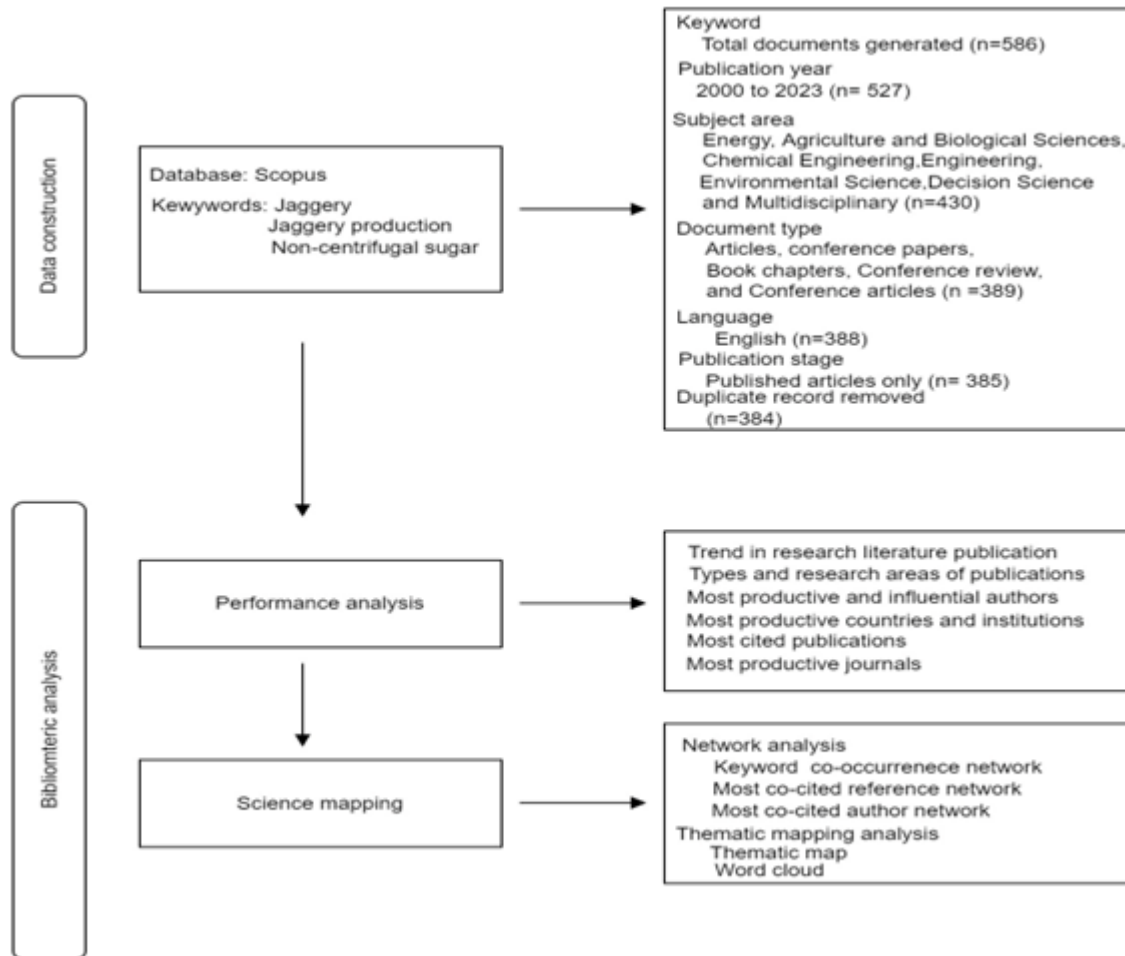 Data construction
Database: Scopus
Kewywords: Jaggery
Jaggery production
Non-centrifugal sugar
Keyword
Total documents generated (n=586)
Publication year
2000 to 2023 (n= 527)
Subject area
Energy, Agriculture and Biological Sciences,
Chemical Engineering,Engineering,
Environmental Science,Decision Science
and Multidisciplinary (n=430)
Document type
Articles, conference papers,
Book chapters, Conference review,
and Conference articles (n =389)
Language
English (n=388)
Publication stage
Published articles only (n= 385)
Duplicate record removed
(n=384)
Bibliomteric analysis
Performance analysis
Trend in research literature publication
Types and research areas of publications
Most productive and influential authors
Most productive countries and institutions
Most cited publications
Most productive journals
Science mapping
Network analysis
Keyword co-occurrenece network
Most co-cited reference network
Most co-cited author network
Thematic mapping analysis
Thematic map
Word cloud